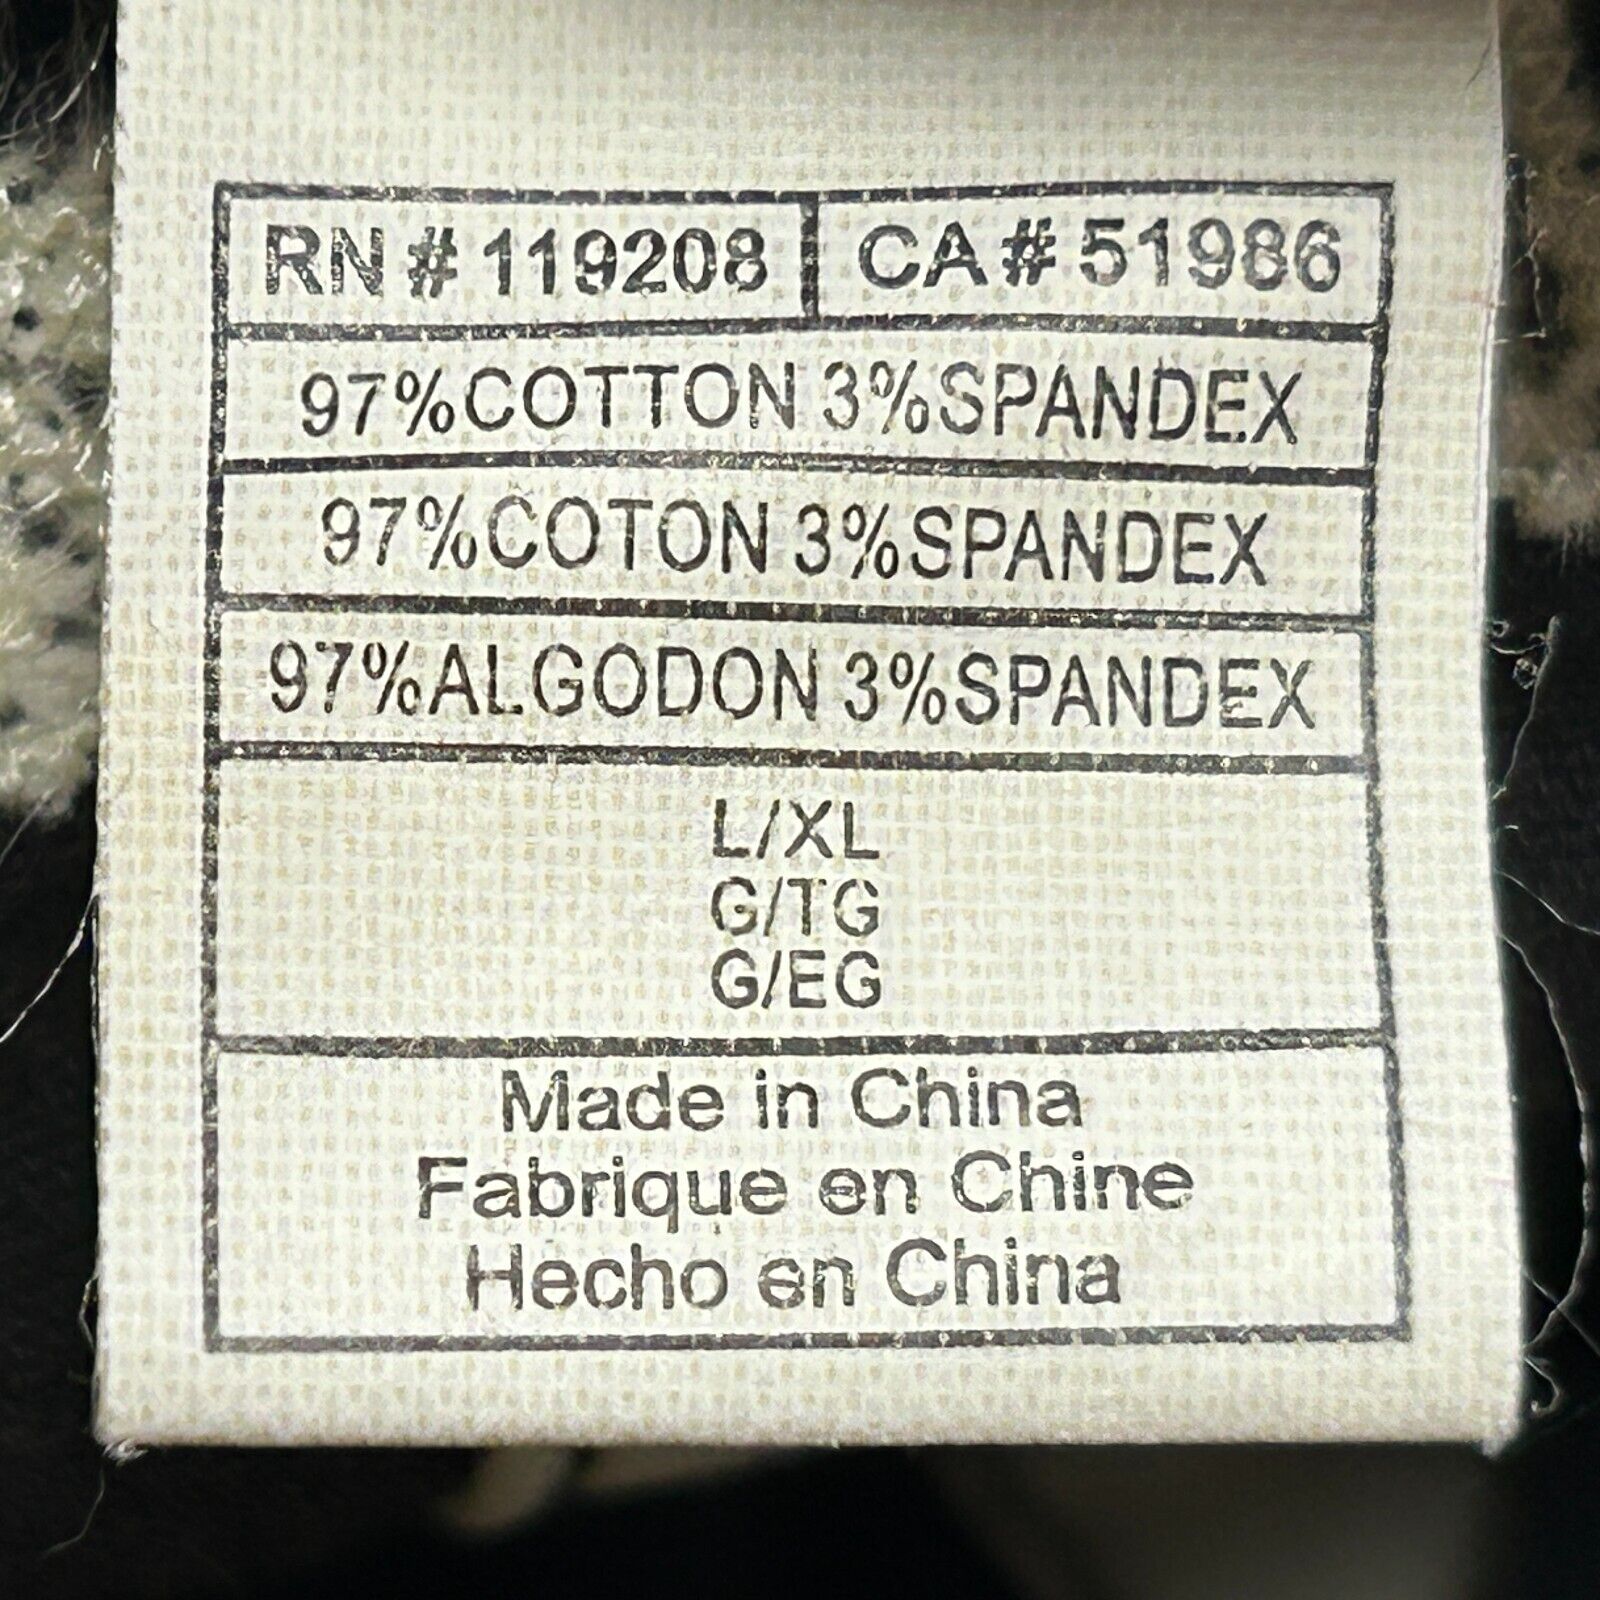 RN # 119208 CA # 51986
97%COTTON 3%SPANDEX
97%COTON 3%SPANDEX
97%ALGODON 3%SPANDEX
L/XL
G/TG
G/EG
Made in China
Fabrique en Chine
Hecho en China